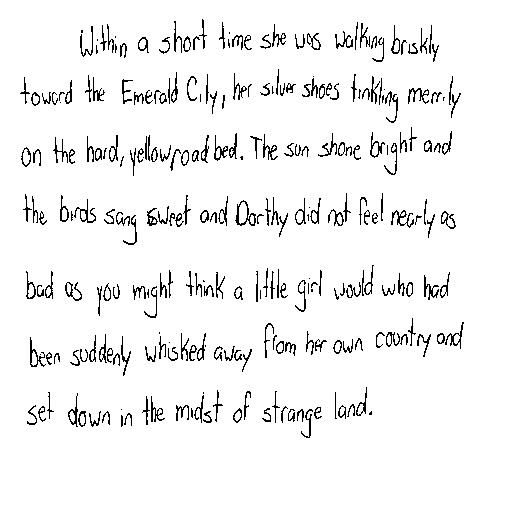 Within a short time she was walking briskly
toward the Emerald City, her silver shoes tinkling merrily
on the hard, yellow road bed. The sun shone bright and
the birds sang sweet and Dorthy did not feel nearly as
bad as you might think a little girl would who had
been suddenly whisked away from her own country and
set down in the midst of strange land.